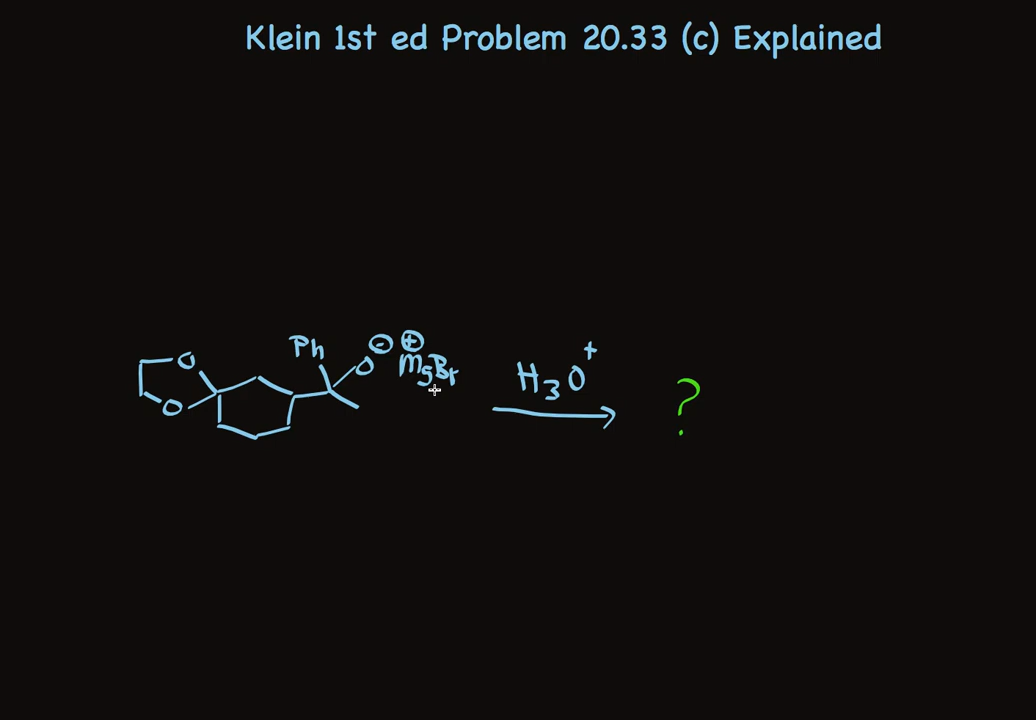 Klein 1st ed Problem 20.33 (c) Explained
Ph
O ⊖ ⊕
MgBr
O
O
H3O+
?